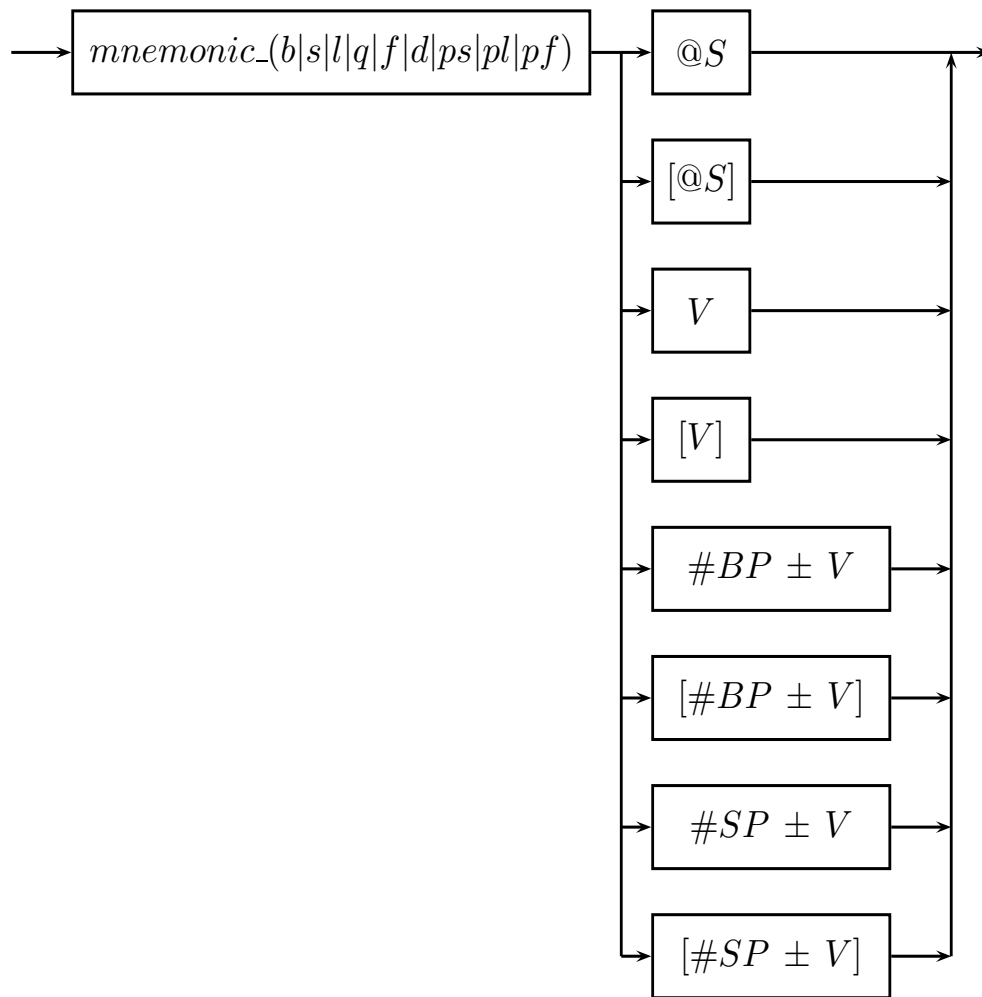 mnemonic_(b|s|l|q|f|d|ps|pl|pf) @S
[@S]
V
[V]
#BP ± V
[#BP ± V]
#SP ± V
[#SP ± V]